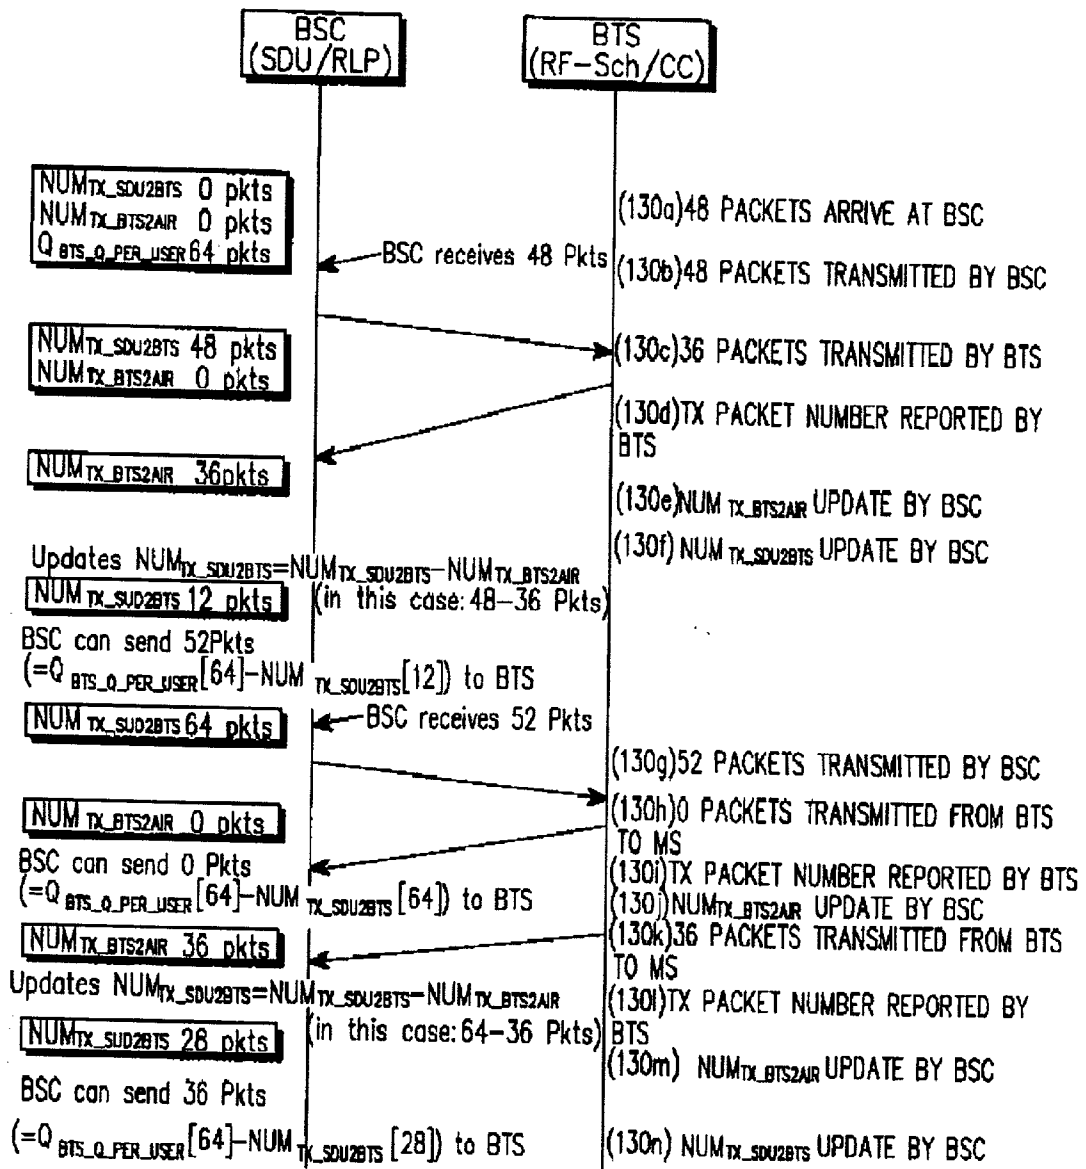 BSC
(SDU/RLP)
BTS
(RF-Sch/CC)
NUMTX_SDU2BTS 0 pkts
NUMTX_BTS2AIR 0 pkts
Q BTS_Q_PER_USER 64 pkts
(130a)48 PACKETS ARRIVE AT BSC
BSC receives 48 Pkts
(130b)48 PACKETS TRANSMITTED BY BSC
NUMTX_SDU2BTS 48 pkts
NUMTX_BTS2AIR 0 pkts
(130c)36 PACKETS TRANSMITTED BY BTS
(130d)TX PACKET NUMBER REPORTED BY
BTS
NUMTX_BTS2AIR 36pkts
(130e)NUM TX_BTS2AIR UPDATE BY BSC
(130f) NUM TX_SDU2BTS UPDATE BY BSC
Updates NUMTX_SDU2BTS=NUMTX_SDU2BTS-NUMTX_BTS2AIR
NUM TX_SUD2BTS 12 pkts
(in this case: 48-36 Pkts)
BSC can send 52Pkts
(=Q BTS_Q_PER_USER[64]-NUM TX_SDU2BTS[12]) to BTS
NUM TX_SUD2BTS 64 pkts
BSC receives 52 Pkts
(130g)52 PACKETS TRANSMITTED BY BSC
NUM TX_BTS2AIR 0 pkts
(130h)0 PACKETS TRANSMITTED FROM BTS
TO MS
BSC can send 0 Pkts
(130i)TX PACKET NUMBER REPORTED BY BTS
(=Q BTS_Q_PER_USER[64]-NUM TX_SDU2BTS [64]) to BTS
(130j)NUMTX_BTS2AIR UPDATE BY BSC
NUMTX_BTS2AIR 36 pkts
(130k)36 PACKETS TRANSMITTED FROM BTS
TO MS
Updates NUMTX_SDU2BTS=NUMTX_SDU2BTS-NUMTX_BTS2AIR
(130l)TX PACKET NUMBER REPORTED BY
BTS
NUMTX_SUD2BTS 28 pkts
(in this case: 64-36 Pkts)
(130m) NUMTX_BTS2AIR UPDATE BY BSC
BSC can send 36 Pkts
(=Q BTS_Q_PER_USER[64]-NUM TX_SDU2BTS [28]) to BTS
(130n) NUMTX_SDU2BTS UPDATE BY BSC